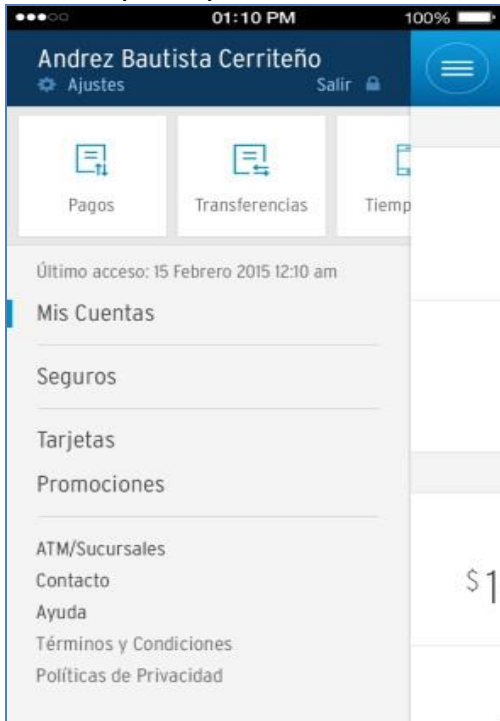 01:10 PM 100%
Andrez Bautista Cerriteño
Ajustes Salir
Pagos Transferencias Tiemp
Último acceso: 15 Febrero 2015 12:10 am
Mis Cuentas
Seguros
Tarjetas
Promociones
ATM/Sucursales
Contacto
$1
Ayuda
Términos y Condiciones
Políticas de Privacidad